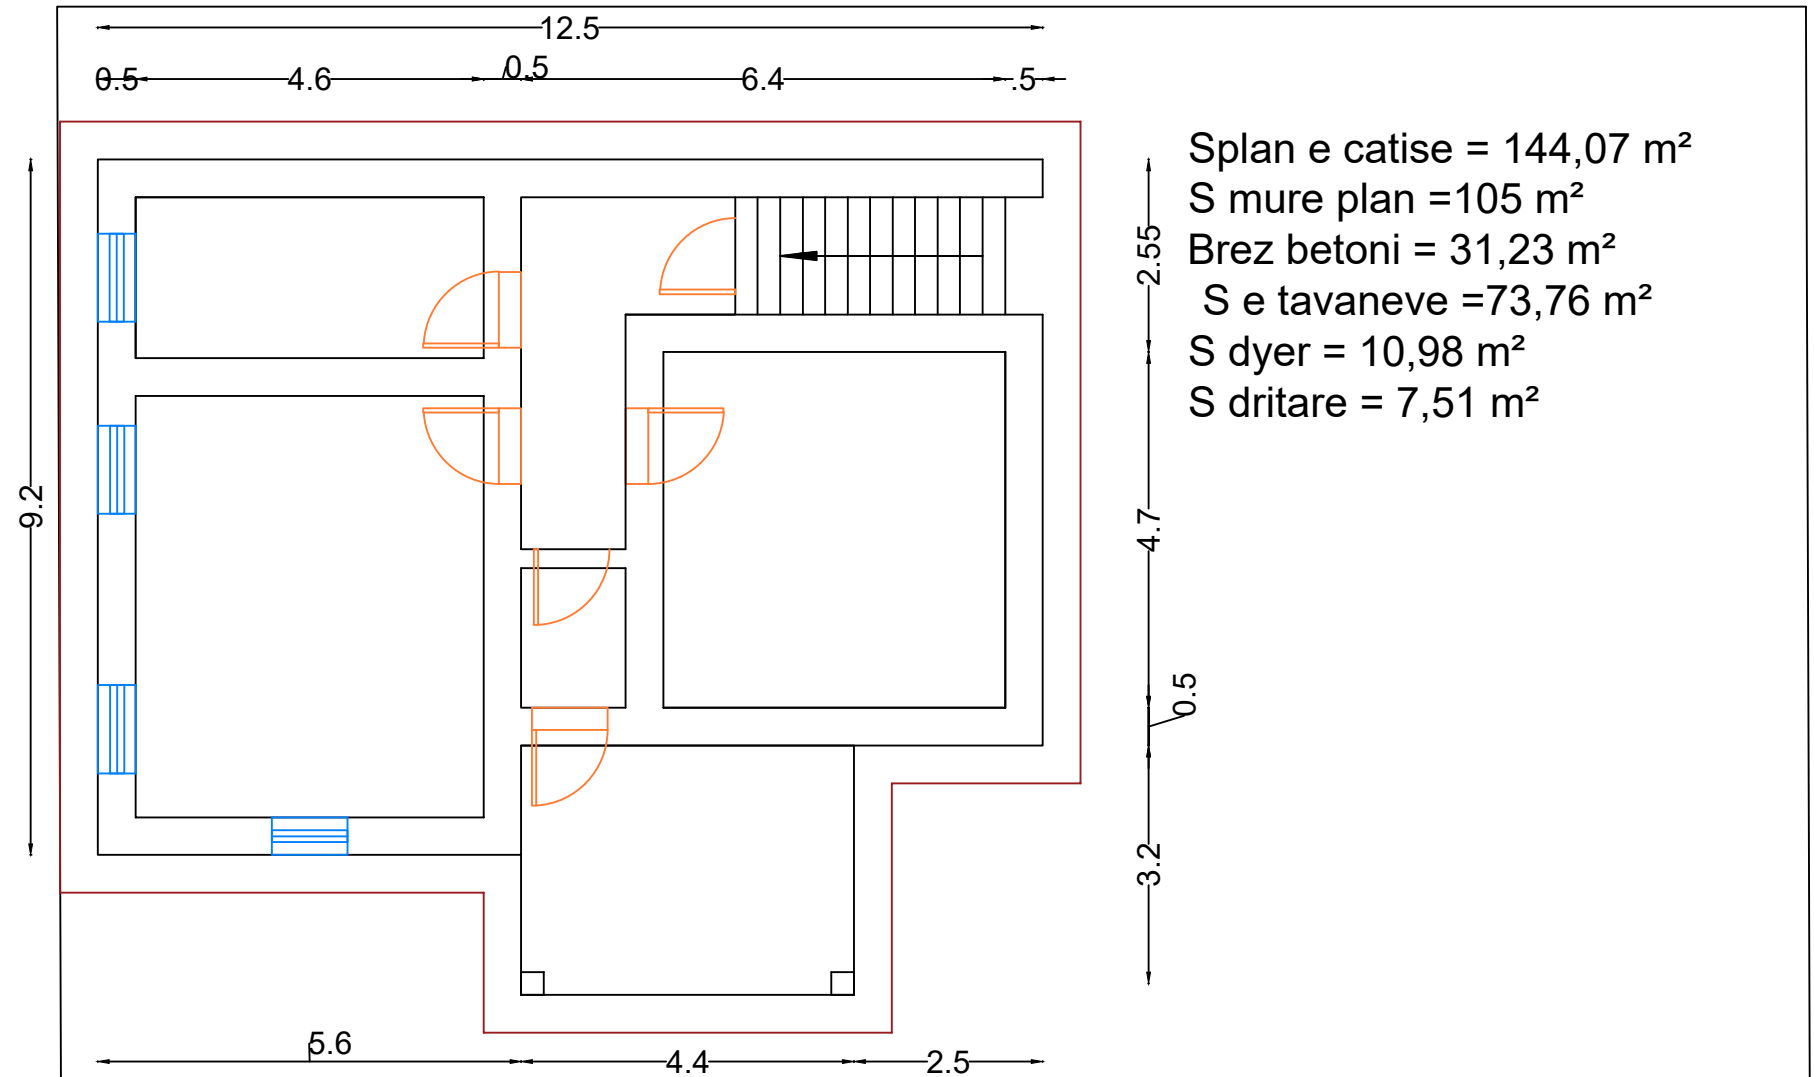 12.5
0.5 4.6 0.5 6.4 .5
Splan e catise = 144,07 m²
S mure plan =105 m²
Brez betoni = 31,23 m²
S e tavaneve =73,76 m²
S dyer = 10,98 m²
S dritare = 7,51 m²
2.55
9.2
4.7
0.5
3.2
5.6 4.4 2.5